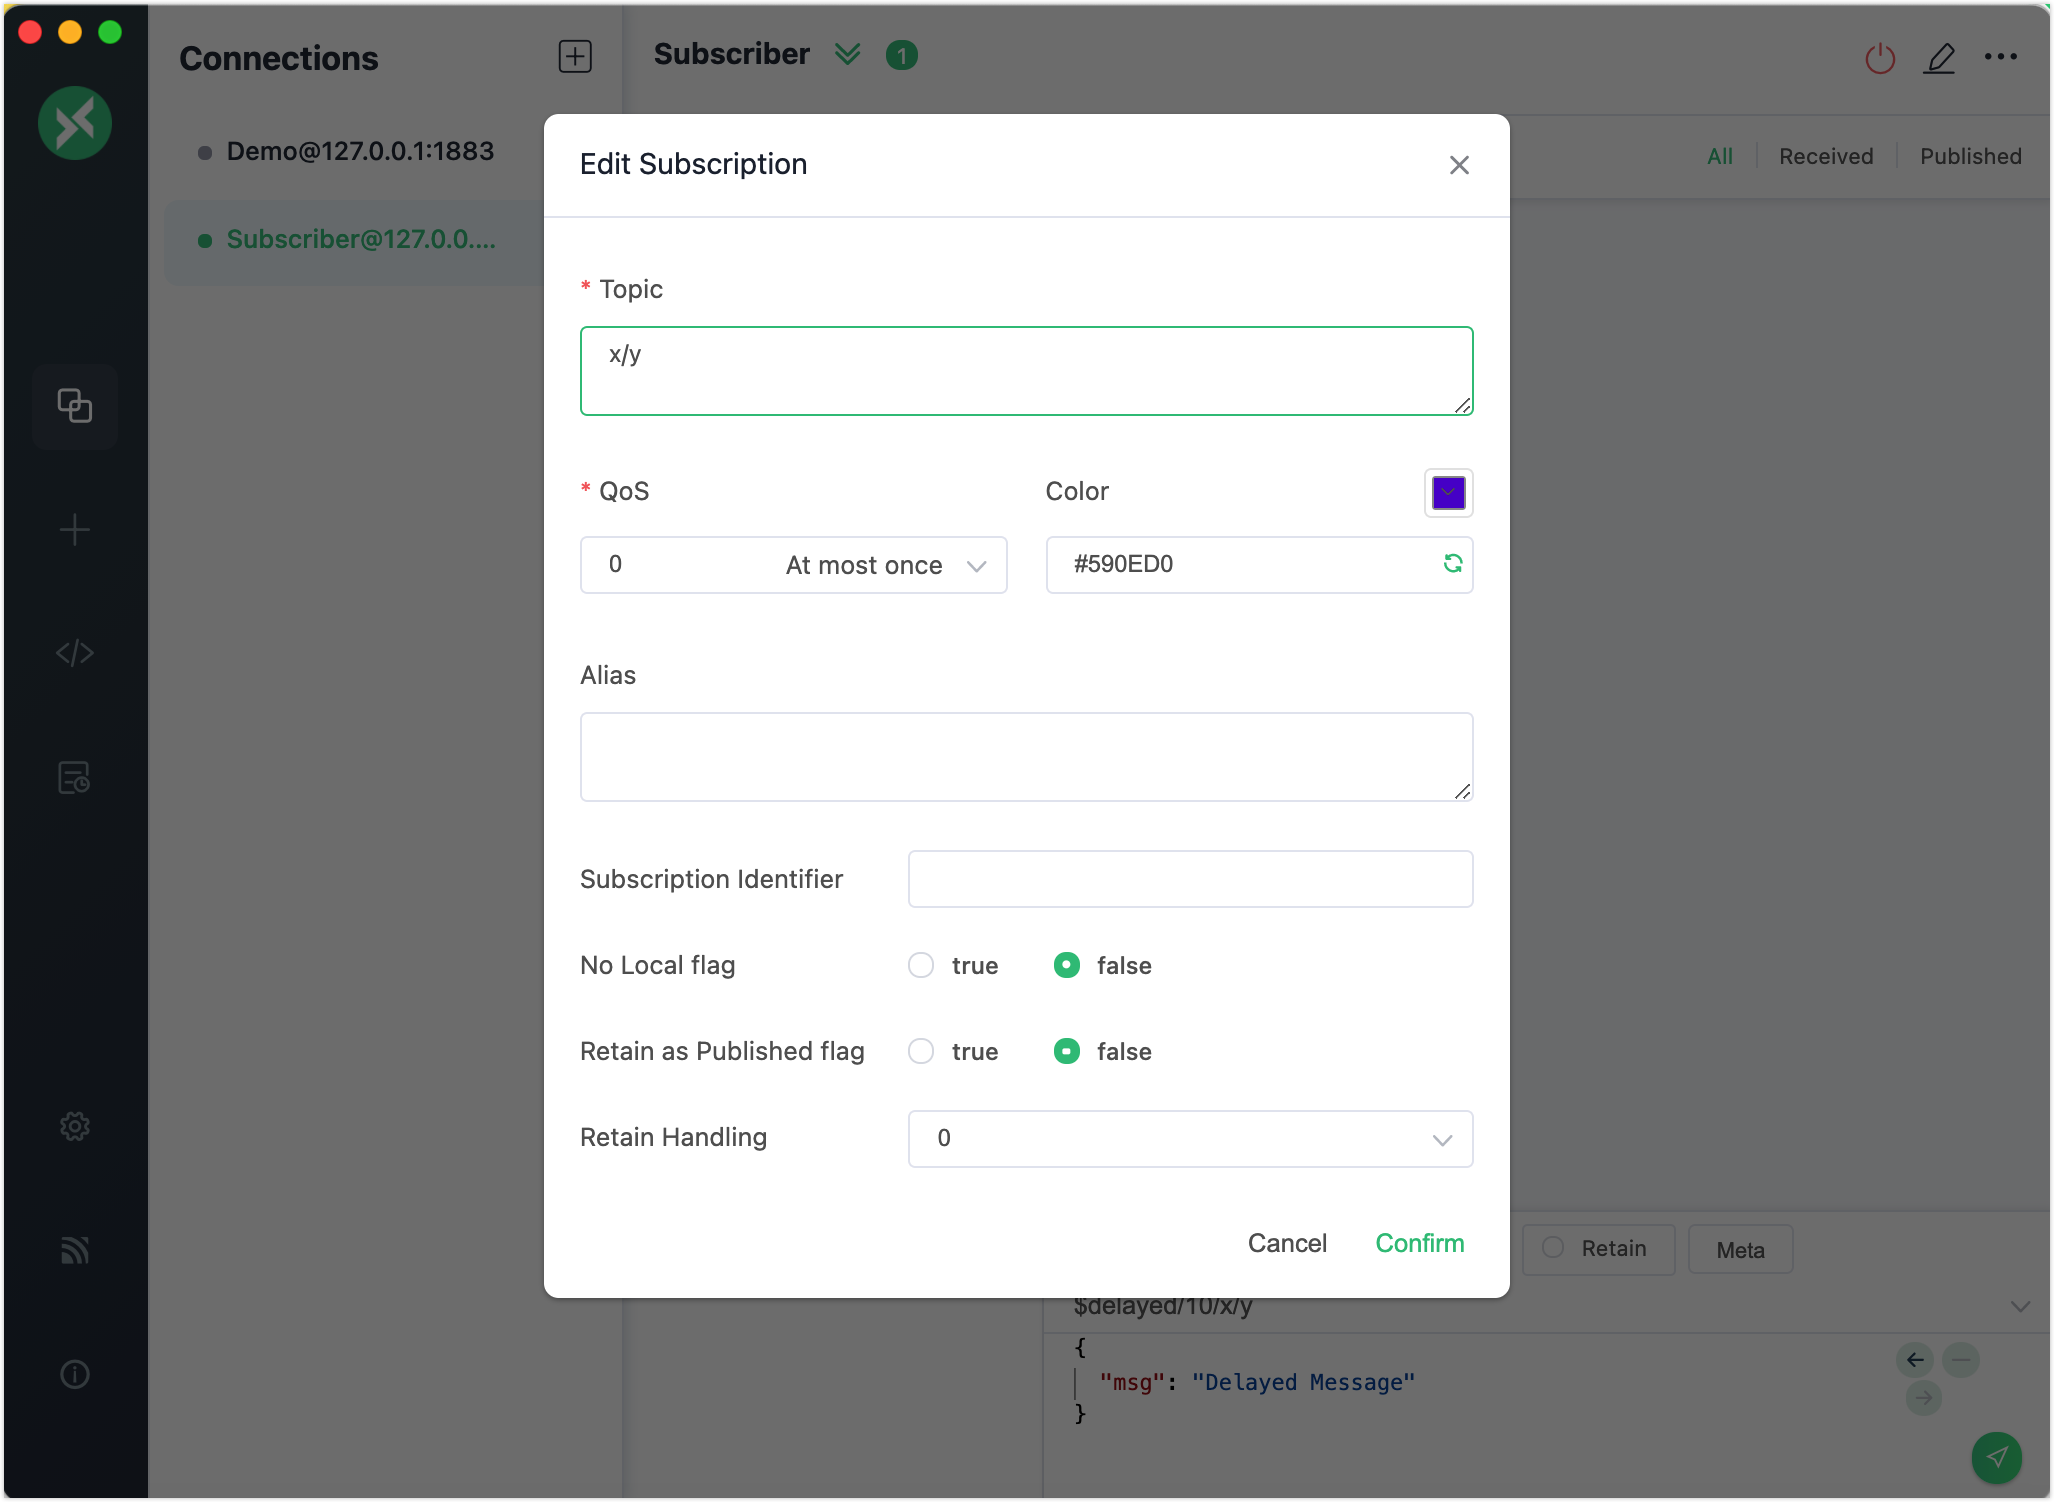 Connections
Demo@127.0.0.1:1883
Subscriber@127.0.0....
Subscriber 1
All Received Published
Edit Subscription
* Topic
x/y
* QoS
Color
0 At most once
#590ED0
Alias
Subscription Identifier
No Local flag true false
Retain as Published flag true false
Retain Handling 0
Cancel Confirm
Retain Meta
$delayed/10/x/y
{
"msg": "Delayed Message"
}